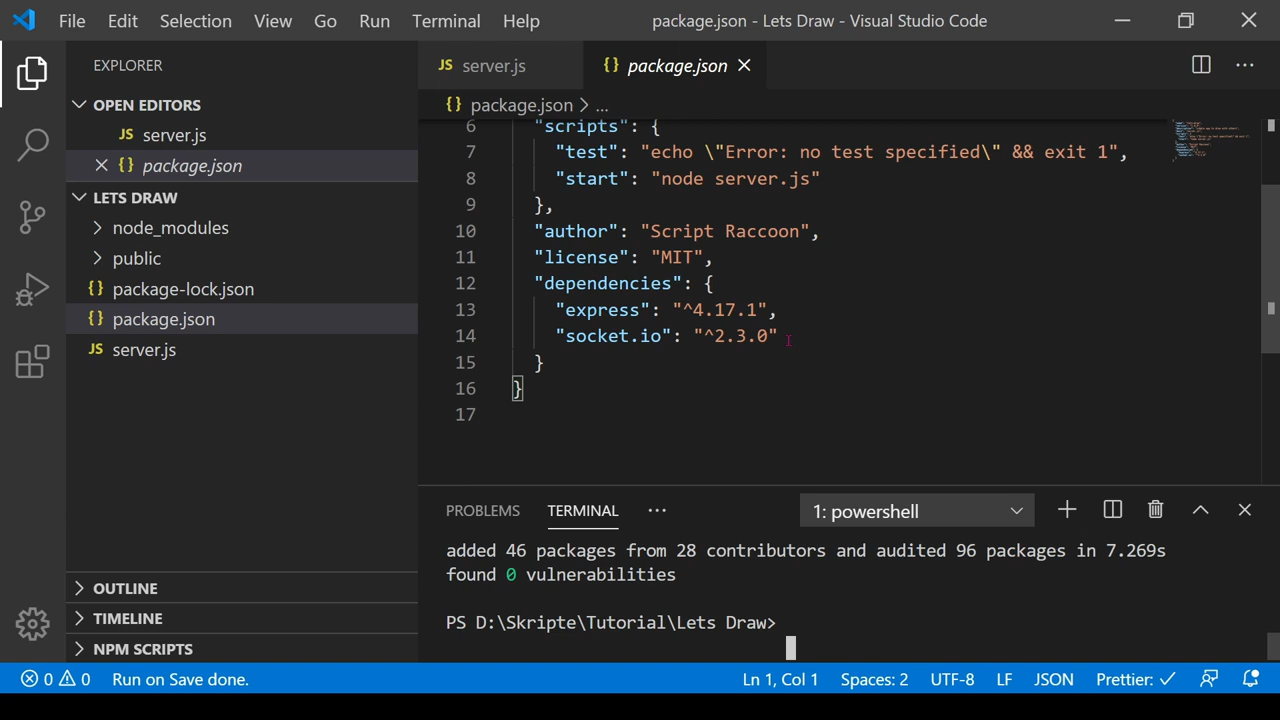 File Edit Selection View Go Run Terminal Help package.json - Lets Draw - Visual Studio Code
EXPLORER
OPEN EDITORS
JS server.js
{} package.json
LETS DRAW
node_modules
public
{} package-lock.json
{} package.json
JS server.js
OUTLINE
TIMELINE
NPM SCRIPTS
JS server.js {} package.json
{} package.json > ...
6 "scripts": {
7 "test": "echo \"Error: no test specified\" && exit 1",
8 "start": "node server.js"
9 },
10 "author": "Script Raccoon",
11 "license": "MIT",
12 "dependencies": {
13 "express": "^4.17.1",
14 "socket.io": "^2.3.0"
15 }
16 }
17
PROBLEMS TERMINAL ... 1: powershell
added 46 packages from 28 contributors and audited 96 packages in 7.269s
found 0 vulnerabilities
PS D:\Skripte\Tutorial\Lets Draw>
0 0 Run on Save done. Ln 1, Col 1 Spaces: 2 UTF-8 LF JSON Prettier: ✓